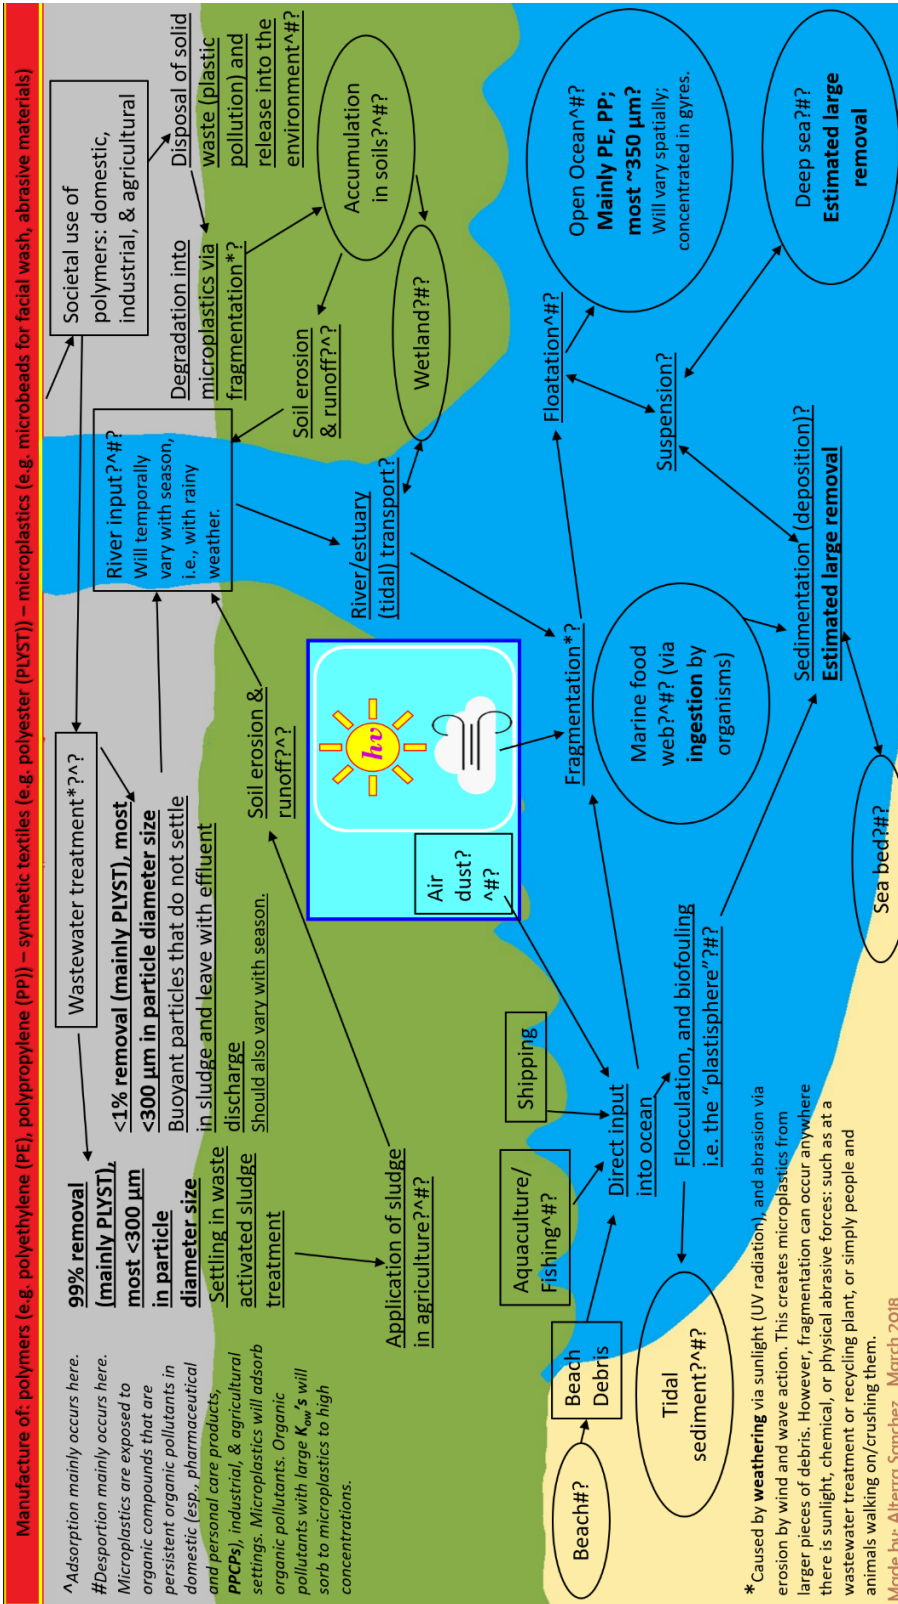 Manufacture of: polymers (e.g. polyethylene (PE), polypropylene (PP)) – synthetic textiles (e.g. polyester (PLYST)) – microplastics (e.g. microbeads for facial wash, abrasive materials)
^Adsorption mainly occurs here.
#Desportion mainly occurs here.
Microplastics are exposed to
organic compounds that are
persistent organic pollutants in
domestic (esp., pharmaceutical
and personal care products,
PPCPs), industrial, & agricultural
settings. Microplastics will adsorb
organic pollutants. Organic
pollutants with large Kow's will
sorb to microplastics to high
concentrations.
99% removal
(mainly PLYST),
most <300 µm
in particle
diameter size
Settling in waste
activated sludge
treatment
Wastewater treatment*?^?
<1% removal (mainly PLYST), most
<300 µm in particle diameter size
Buoyant particles that do not settle
in sludge and leave with effluent
discharge
Should also vary with season.
River input?^#?
Will temporally
vary with season,
i.e., with rainy
weather.
Societal use of
polymers: domestic,
industrial, & agricultural
Degradation into
microplastics via
fragmentation*?
Disposal of solid
waste (plastic
pollution) and
release into the
environment^#?
Accumulation
in soils?^#?
Soil erosion
& runoff?^?
Wetland?#?
Soil erosion &
runoff?^?
River/estuary
(tidal) transport?
Application of sludge
in agriculture?^#?
hv
Air
dust?
^#?
Shipping
Aquaculture/
Fishing^#?
Beach
Debris
Beach#?
Direct input
into ocean
Fragmentation*?
Floatation^#?
Open Ocean^#?
Mainly PE, PP;
most ~350 µm?
Will vary spatially;
concentrated in gyres.
Marine food
web?^#? (via
ingestion by
organisms)
Suspension?
Deep sea?#?
Estimated large
removal
Flocculation, and biofouling
i.e. the "plastisphere"?#?
Tidal
sediment?^#?
Sedimentation (deposition)?
Estimated large removal
Sea bed?#?
*Caused by weathering via sunlight (UV radiation), and abrasion via
erosion by wind and wave action. This creates microplastics from
larger pieces of debris. However, fragmentation can occur anywhere
there is sunlight, chemical, or physical abrasive forces: such as at a
wastewater treatment or recycling plant, or simply people and
animals walking on/crushing them.
Made by: Alterra Sanchez, March 2018